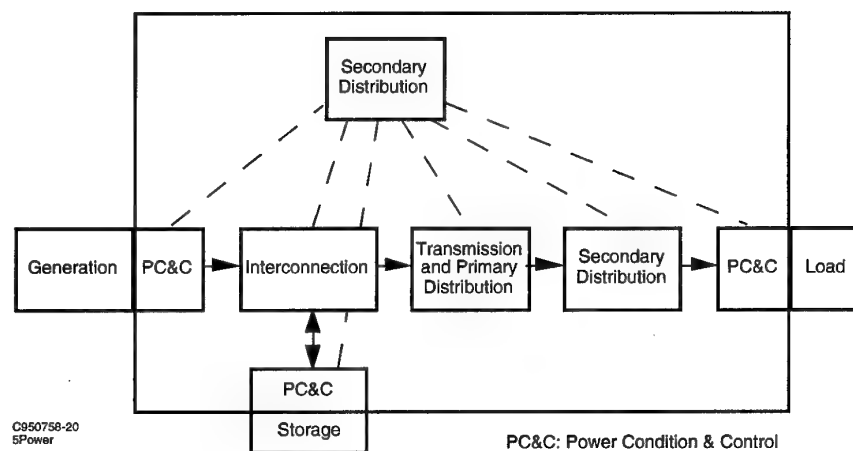 Secondary
Distribution
Generation
PC&C
Interconnection
Transmission
and Primary
Distribution
Secondary
Distribution
PC&C
Load
PC&C
Storage
C950758-20
5Power
PC&C: Power Condition & Control